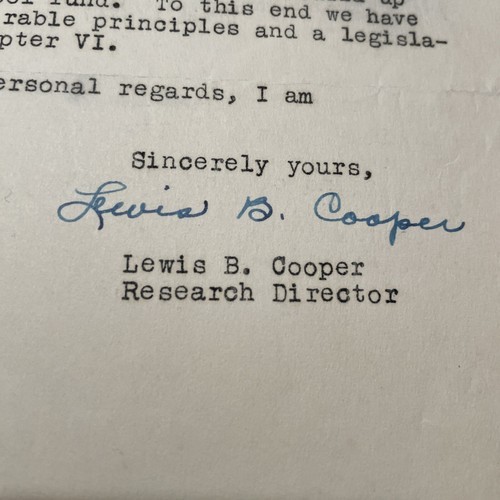 Fund. To this end we have
rable principles and a legisla-
pter VI.
ersonal regards, I am
Sincerely yours,
Lewis B. Cooper
Lewis B. Cooper
Research Director